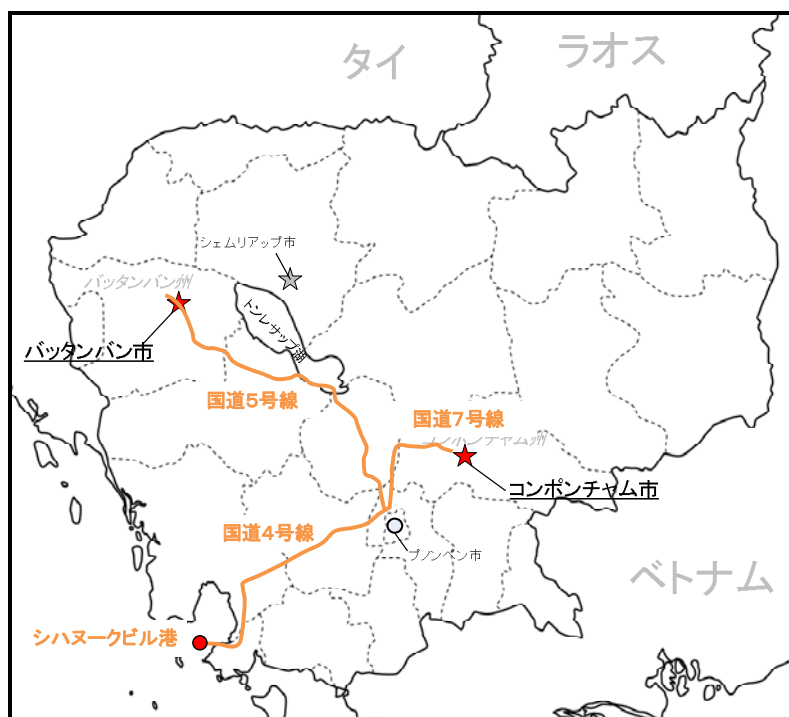 タイ
ラオス
シェムリアップ市
バッタンバン州
トンレサップ湖
バッタンバン市
国道5号線
国道7号線
コンポンチャム州
コンポンチャム市
国道4号線
プノンペン市
ベトナム
シハヌークビル港